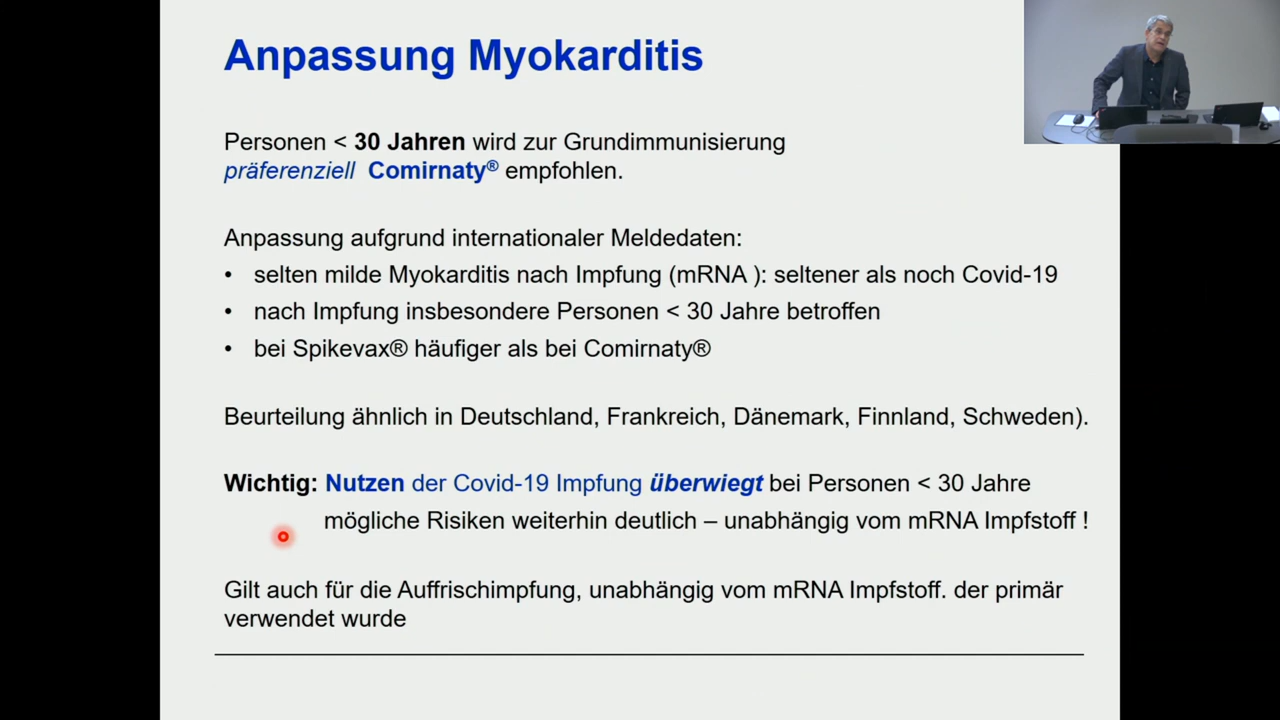 Anpassung Myokarditis
Personen < 30 Jahren wird zur Grundimmunisierung
präferenziell Comirnaty® empfohlen.
Anpassung aufgrund internationaler Meldedaten:
• selten milde Myokarditis nach Impfung (mRNA ): seltener als noch Covid-19
• nach Impfung insbesondere Personen < 30 Jahre betroffen
• bei Spikevax® häufiger als bei Comirnaty®
Beurteilung ähnlich in Deutschland, Frankreich, Dänemark, Finnland, Schweden).
Wichtig: Nutzen der Covid-19 Impfung überwiegt bei Personen < 30 Jahre
mögliche Risiken weiterhin deutlich – unabhängig vom mRNA Impfstoff !
Gilt auch für die Auffrischimpfung, unabhängig vom mRNA Impfstoff. der primär
verwendet wurde